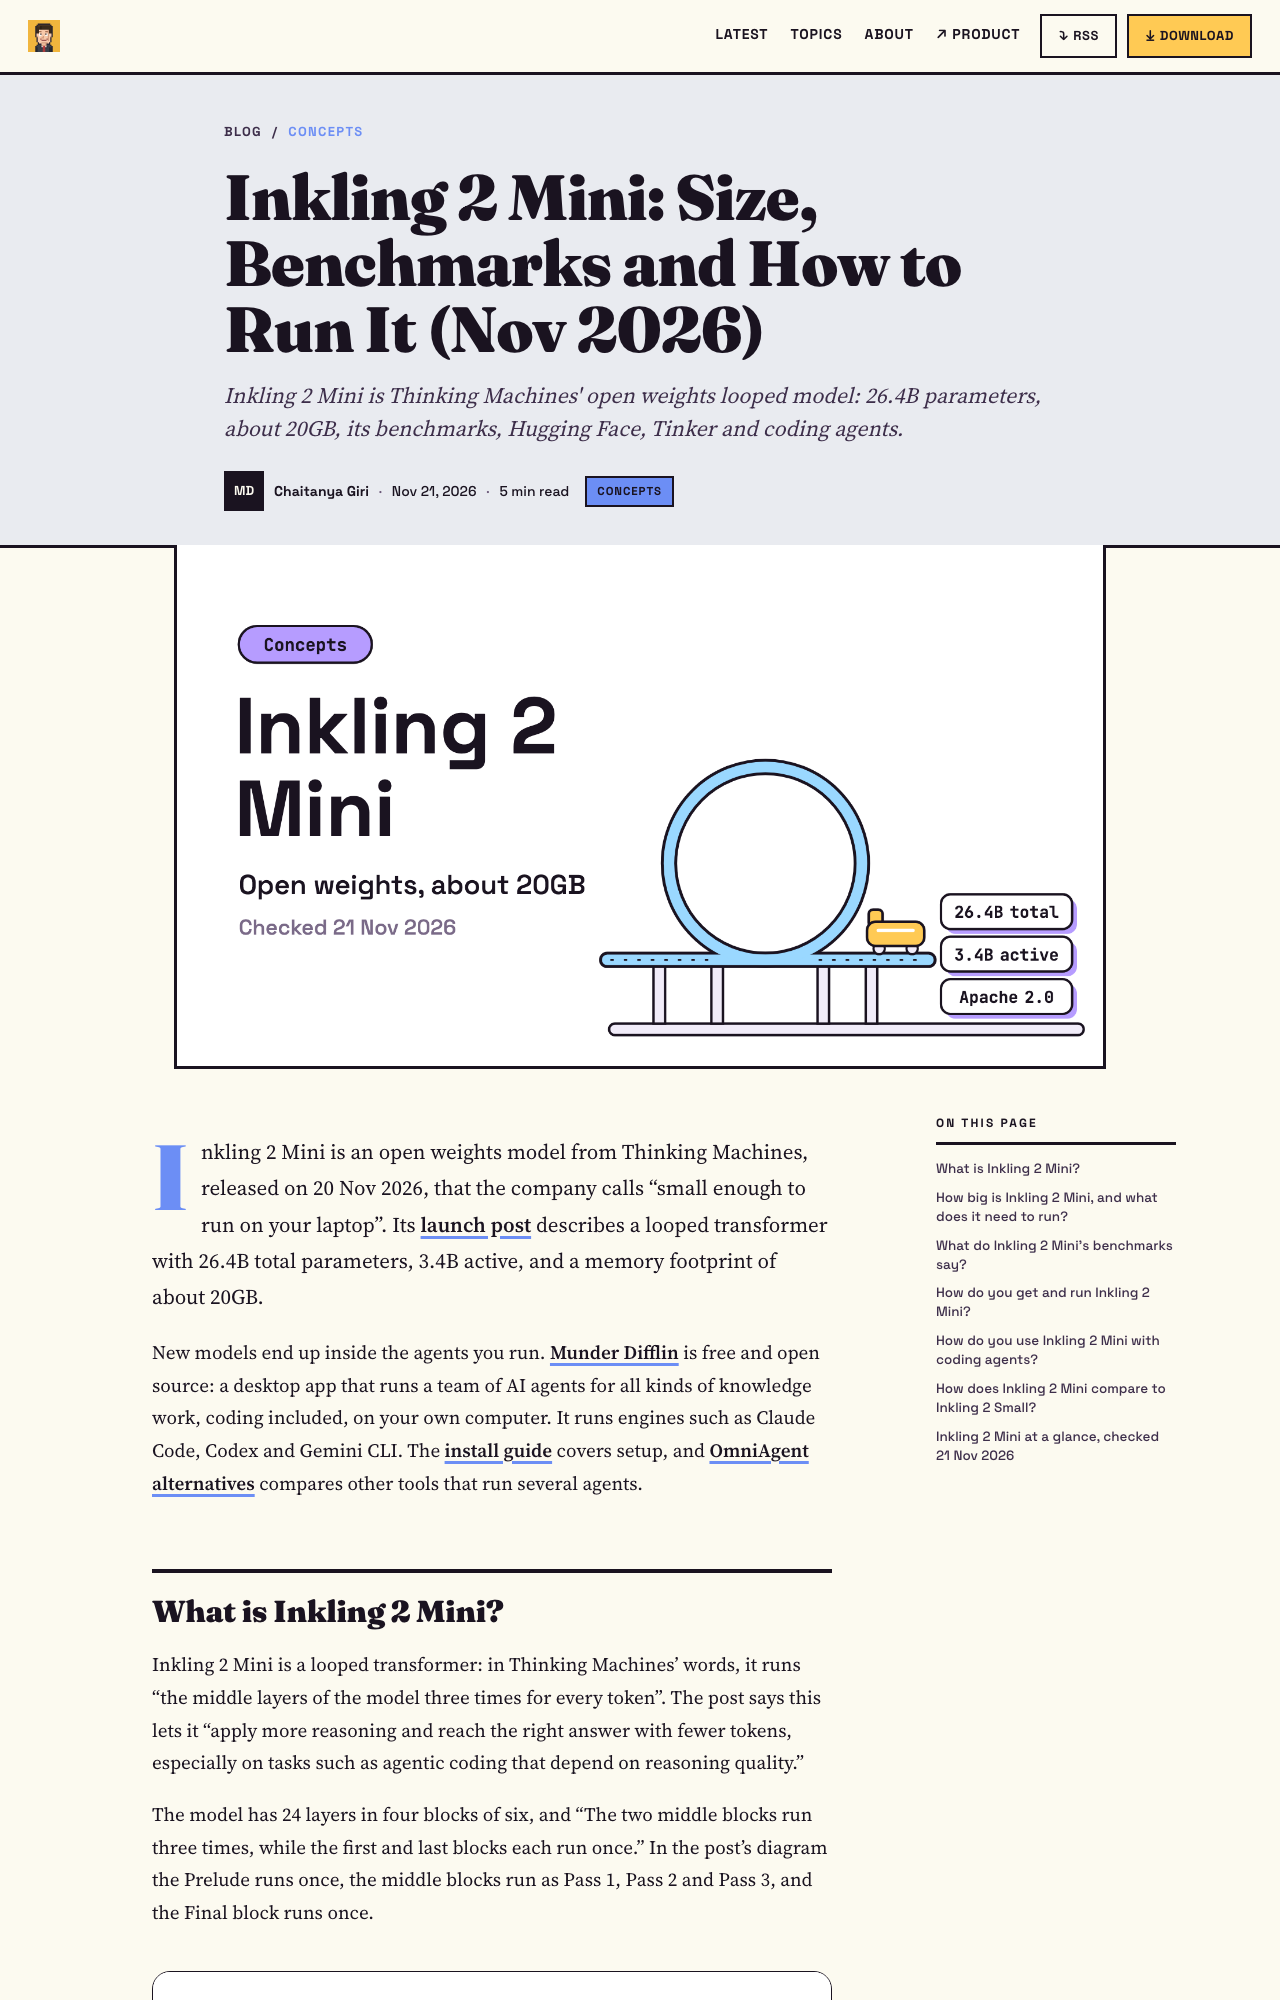 LATEST TOPICS ABOUT ↗ PRODUCT ⤵ RSS ⤓ DOWNLOAD
BLOG / CONCEPTS
Inkling 2 Mini: Size,
Benchmarks and How to
Run It (Nov 2026)
Inkling 2 Mini is Thinking Machines' open weights looped model: 26.4B parameters,
about 20GB, its benchmarks, Hugging Face, Tinker and coding agents.
MD Chaitanya Giri · Nov 21, 2026 · 5 min read CONCEPTS
Concepts
Inkling 2
Mini
Open weights, about 20GB
Checked 21 Nov 2026
26.4B total
3.4B active
Apache 2.0
Inkling 2 Mini is an open weights model from Thinking Machines,
released on 20 Nov 2026, that the company calls “small enough to
run on your laptop”. Its launch post describes a looped transformer
with 26.4B total parameters, 3.4B active, and a memory footprint of
about 20GB.
New models end up inside the agents you run. Munder Difflin is free and open
source: a desktop app that runs a team of AI agents for all kinds of knowledge
work, coding included, on your own computer. It runs engines such as Claude
Code, Codex and Gemini CLI. The install guide covers setup, and OmniAgent
alternatives compares other tools that run several agents.
What is Inkling 2 Mini?
Inkling 2 Mini is a looped transformer: in Thinking Machines’ words, it runs
“the middle layers of the model three times for every token”. The post says this
lets it “apply more reasoning and reach the right answer with fewer tokens,
especially on tasks such as agentic coding that depend on reasoning quality.”
The model has 24 layers in four blocks of six, and “The two middle blocks run
three times, while the first and last blocks each run once.” In the post’s diagram
the Prelude runs once, the middle blocks run as Pass 1, Pass 2 and Pass 3, and
the Final block runs once.
ON THIS PAGE
What is Inkling 2 Mini?
How big is Inkling 2 Mini, and what
does it need to run?
What do Inkling 2 Mini’s benchmarks
say?
How do you get and run Inkling 2
Mini?
How do you use Inkling 2 Mini with
coding agents?
How does Inkling 2 Mini compare to
Inkling 2 Small?
Inkling 2 Mini at a glance, checked
21 Nov 2026